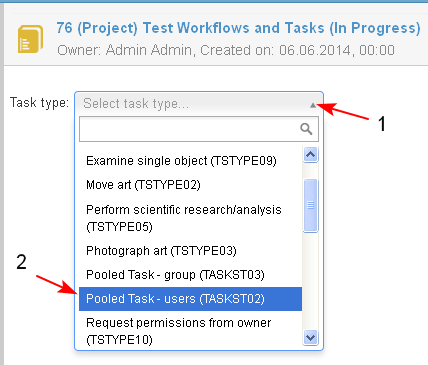 76 (Project) Test Workflows and Tasks (In Progress)
Owner: Admin Admin, Created on: 06.06.2014, 00:00
Task type:
Select task type...
1
Examine single object (TSTYPE09)
Move art (TSTYPE02)
Perform scientific research/analysis
(TSTYPE05)
Photograph art (TSTYPE03)
2
Pooled Task - group (TASKST03)
Pooled Task - users (TASKST02)
Request permissions from owner
(TSTYPE10)